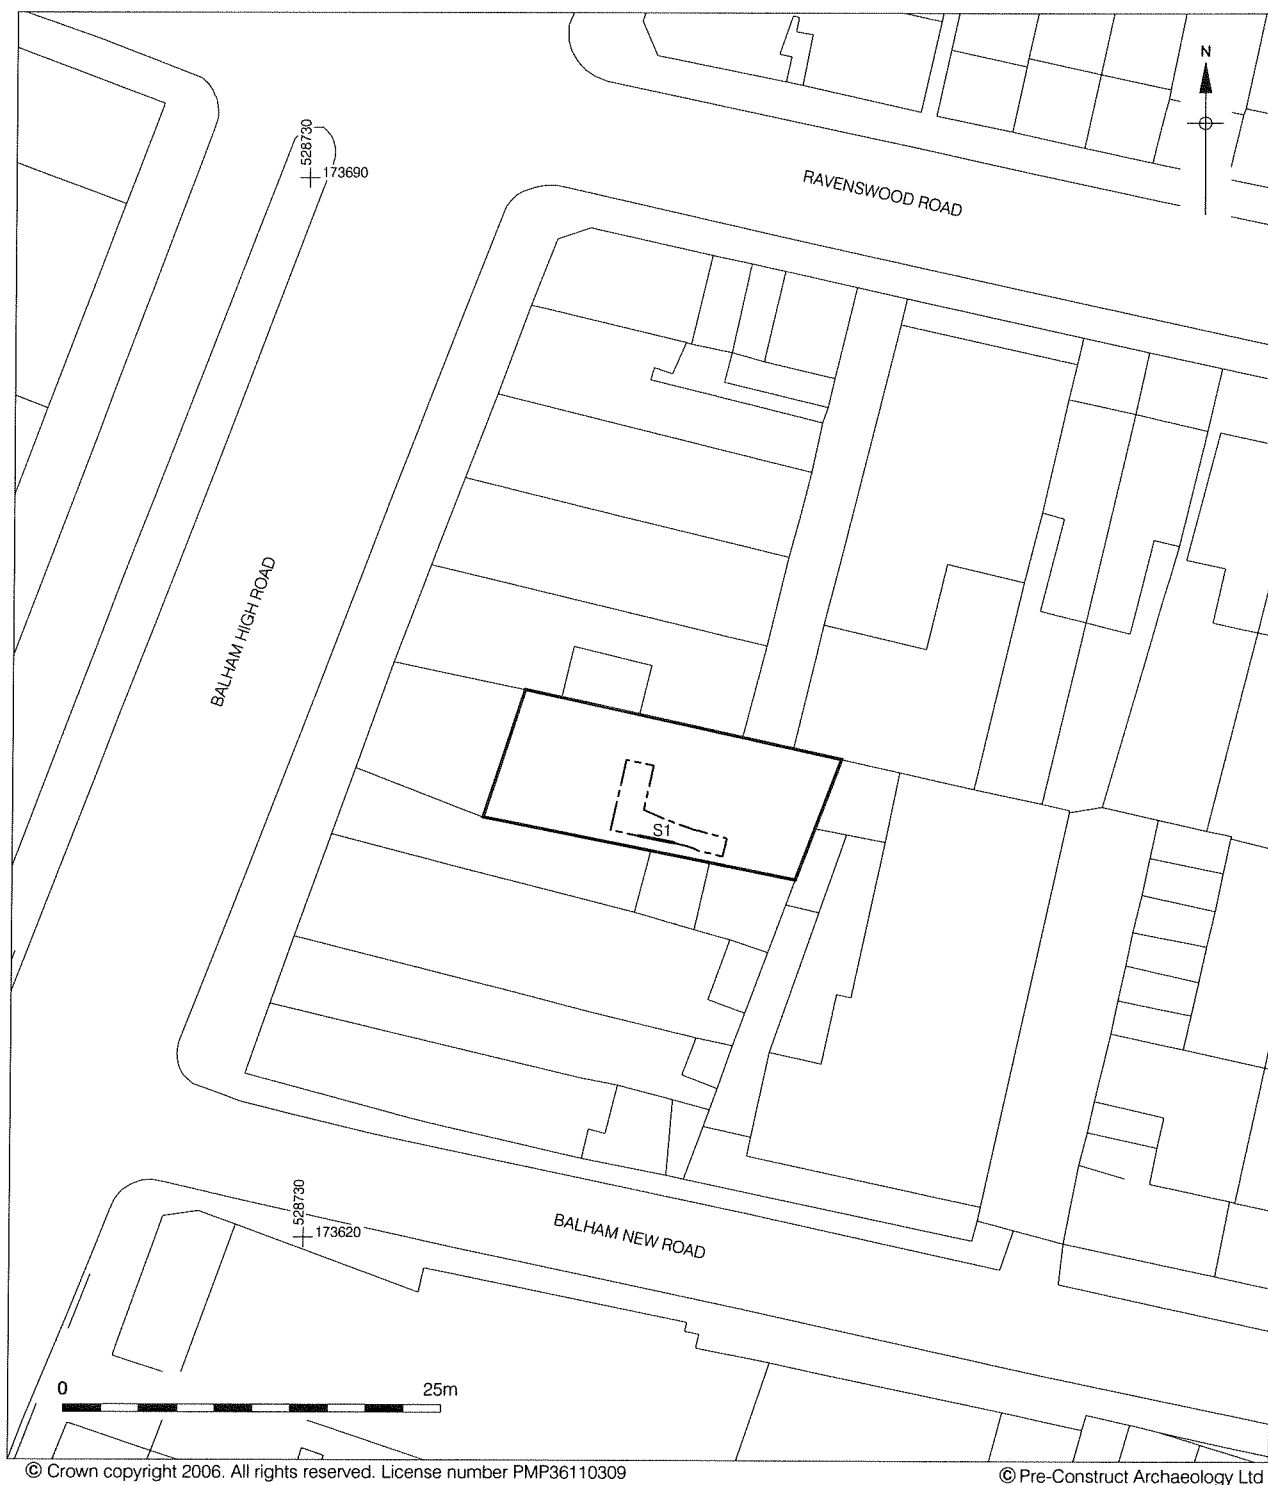 N
528730
173690
RAVENSWOOD ROAD
BALHAM HIGH ROAD
S1
528730
173620
BALHAM NEW ROAD
0 25m
© Crown copyright 2006. All rights reserved. License number PMP36110309
© Pre-Construct Archaeology Ltd